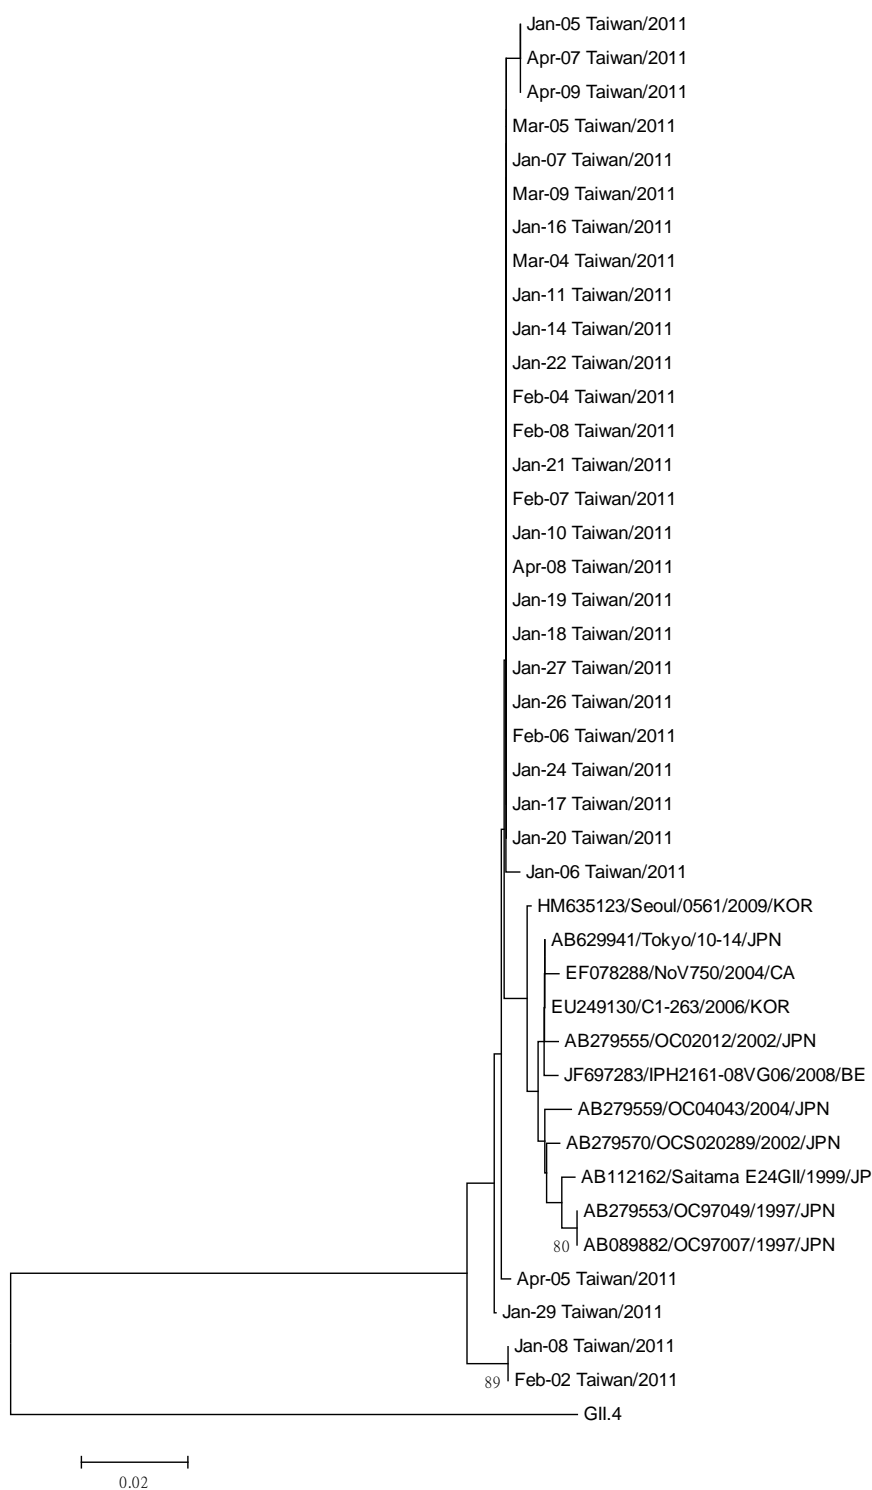 Jan-05 Taiwan/2011
Apr-07 Taiwan/2011
Apr-09 Taiwan/2011
Mar-05 Taiwan/2011
Jan-07 Taiwan/2011
Mar-09 Taiwan/2011
Jan-16 Taiwan/2011
Mar-04 Taiwan/2011
Jan-11 Taiwan/2011
Jan-14 Taiwan/2011
Jan-22 Taiwan/2011
Feb-04 Taiwan/2011
Feb-08 Taiwan/2011
Jan-21 Taiwan/2011
Feb-07 Taiwan/2011
Jan-10 Taiwan/2011
Apr-08 Taiwan/2011
Jan-19 Taiwan/2011
Jan-18 Taiwan/2011
Jan-27 Taiwan/2011
Jan-26 Taiwan/2011
Feb-06 Taiwan/2011
Jan-24 Taiwan/2011
Jan-17 Taiwan/2011
Jan-20 Taiwan/2011
Jan-06 Taiwan/2011
HM635123/Seoul/0561/2009/KOR
AB629941/Tokyo/10-14/JPN
EF078288/NoV750/2004/CA
EU249130/C1-263/2006/KOR
AB279555/OC02012/2002/JPN
JF697283/IPH2161-08VG06/2008/BE
AB279559/OC04043/2004/JPN
AB279570/OCS020289/2002/JPN
AB112162/Saitama E24GII/1999/JP
AB279553/OC97049/1997/JPN
80 AB089882/OC97007/1997/JPN
Apr-05 Taiwan/2011
Jan-29 Taiwan/2011
Jan-08 Taiwan/2011
89 Feb-02 Taiwan/2011
GII.4
0.02